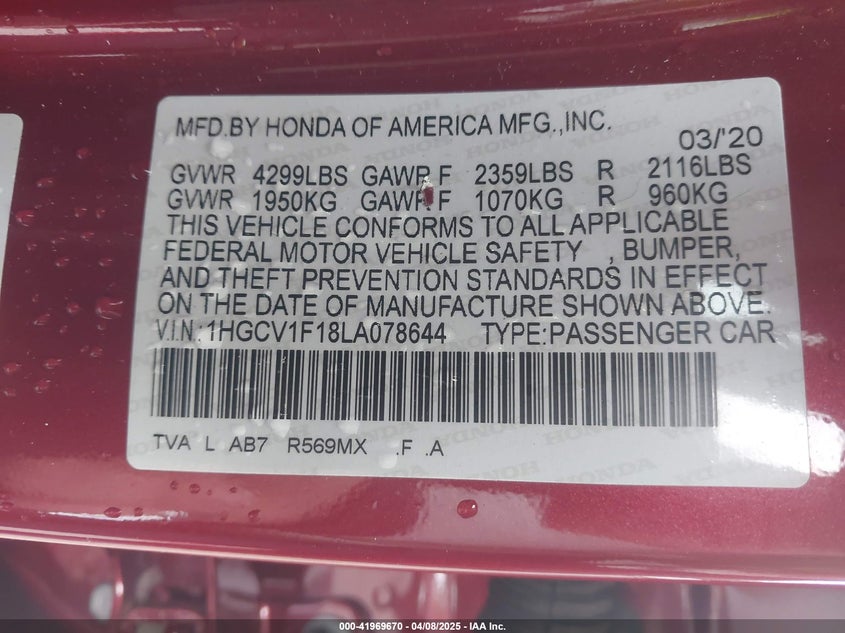 MFD.BY HONDA OF AMERICA MFG.,INC.
03/'20
GVWR 4299LBS GAWR F 2359LBS R 2116LBS
GVWR 1950KG GAWR F 1070KG R 960KG
THIS VEHICLE CONFORMS TO ALL APPLICABLE
FEDERAL MOTOR VEHICLE SAFETY , BUMPER,
AND THEFT PREVENTION STANDARDS IN EFFECT
ON THE DATE OF MANUFACTURE SHOWN ABOVE.
V.I.N:1HGCV1F18LA078644 TYPE:PASSENGER CAR
TVA L AB7 R569MX .F .A
000-41969670 - 04/08/2025 - IAA Inc.